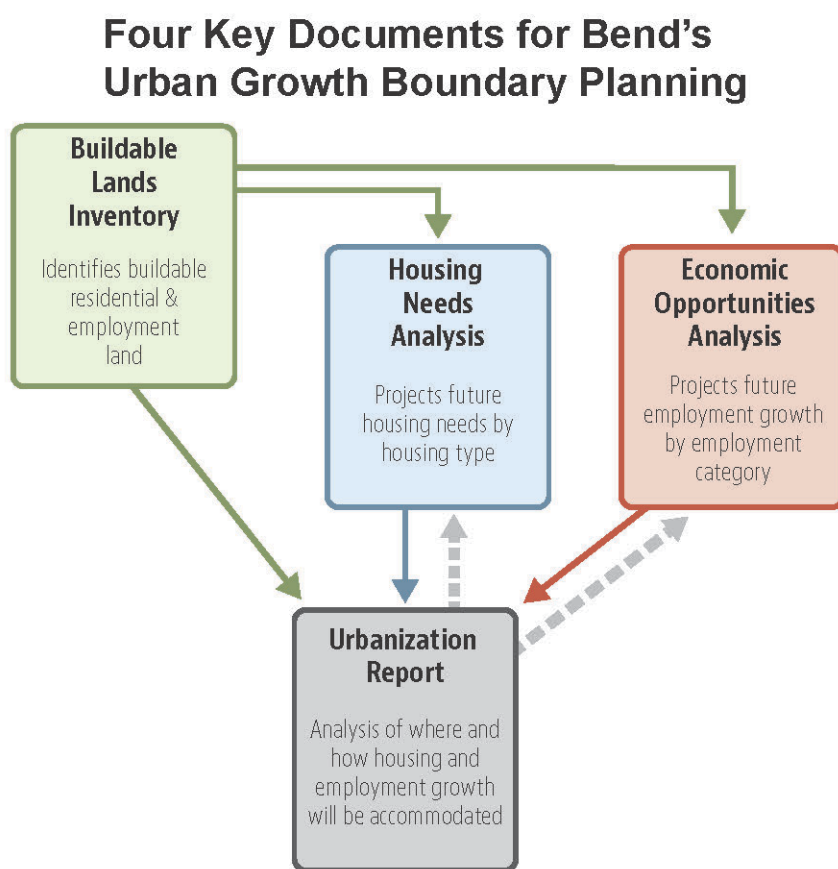 Four Key Documents for Bend’s
Urban Growth Boundary Planning
Buildable
Lands
Inventory
Identifies buildable
residential &
employment
land
Housing
Needs
Analysis
Projects future
housing needs by
housing type
Economic
Opportunities
Analysis
Projects future
employment growth
by employment
category
Urbanization
Report
Analysis of where and
how housing and
employment growth
will be accommodated